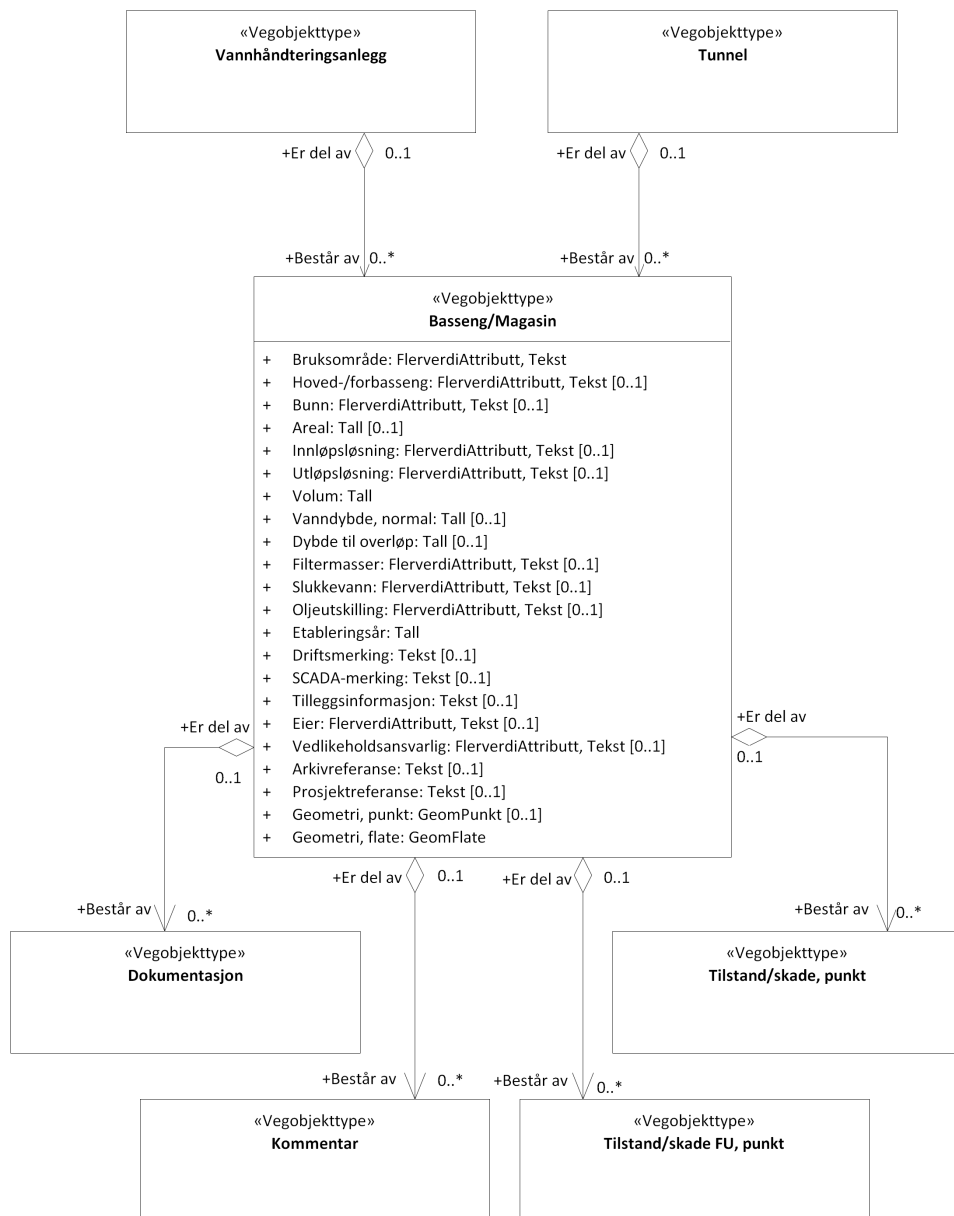 «Vegobjekttype»
Vannhåndteringsanlegg
«Vegobjekttype»
Tunnel
+Er del av 0..1
+Er del av 0..1
+Består av 0..*
+Består av 0..*
«Vegobjekttype»
Basseng/Magasin
+ Bruksområde: FlerverdiAttributt, Tekst
+ Hoved-/forbasseng: FlerverdiAttributt, Tekst [0..1]
+ Bunn: FlerverdiAttributt, Tekst [0..1]
+ Areal: Tall [0..1]
+ Innløpsløsning: FlerverdiAttributt, Tekst [0..1]
+ Utløpsløsning: FlerverdiAttributt, Tekst [0..1]
+ Volum: Tall
+ Vanndybde, normal: Tall [0..1]
+ Dybde til overløp: Tall [0..1]
+ Filtermasser: FlerverdiAttributt, Tekst [0..1]
+ Slukkevann: FlerverdiAttributt, Tekst [0..1]
+ Oljeutskilling: FlerverdiAttributt, Tekst [0..1]
+ Etableringsår: Tall
+ Driftsmerking: Tekst [0..1]
+ SCADA-merking: Tekst [0..1]
+ Tilleggsinformasjon: Tekst [0..1]
+ Eier: FlerverdiAttributt, Tekst [0..1]
+ Vedlikeholdsansvarlig: FlerverdiAttributt, Tekst [0..1]
+ Arkivreferanse: Tekst [0..1]
+ Prosjektreferanse: Tekst [0..1]
+ Geometri, punkt: GeomPunkt [0..1]
+ Geometri, flate: GeomFlate
+Er del av
0..1
+Er del av
0..1
+Er del av 0..1
+Er del av 0..1
+Består av 0..*
+Består av 0..*
«Vegobjekttype»
Dokumentasjon
«Vegobjekttype»
Tilstand/skade, punkt
+Består av 0..*
+Består av 0..*
«Vegobjekttype»
Kommentar
«Vegobjekttype»
Tilstand/skade FU, punkt